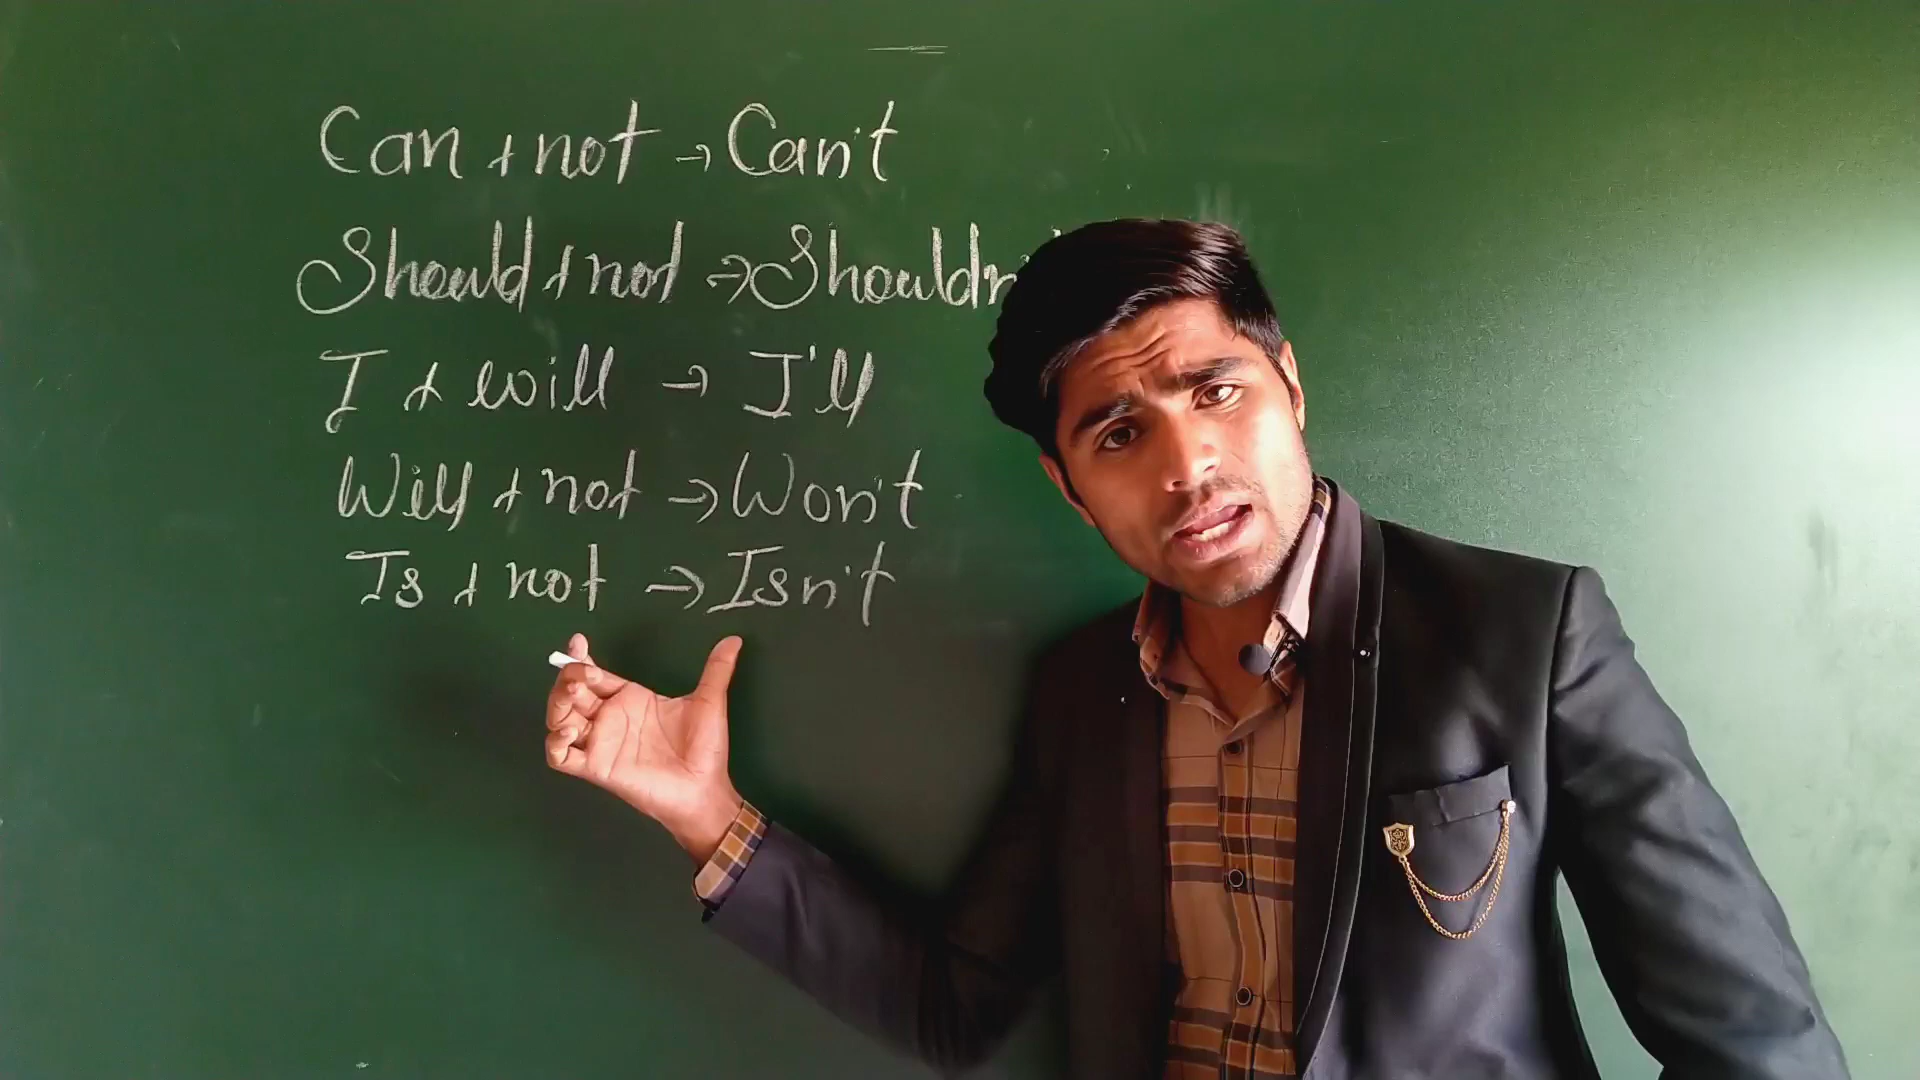 Can + not → Can't
Should + not → Shouldn'
I + will → I'll
Will + not → Won't
Is + not → Isn't